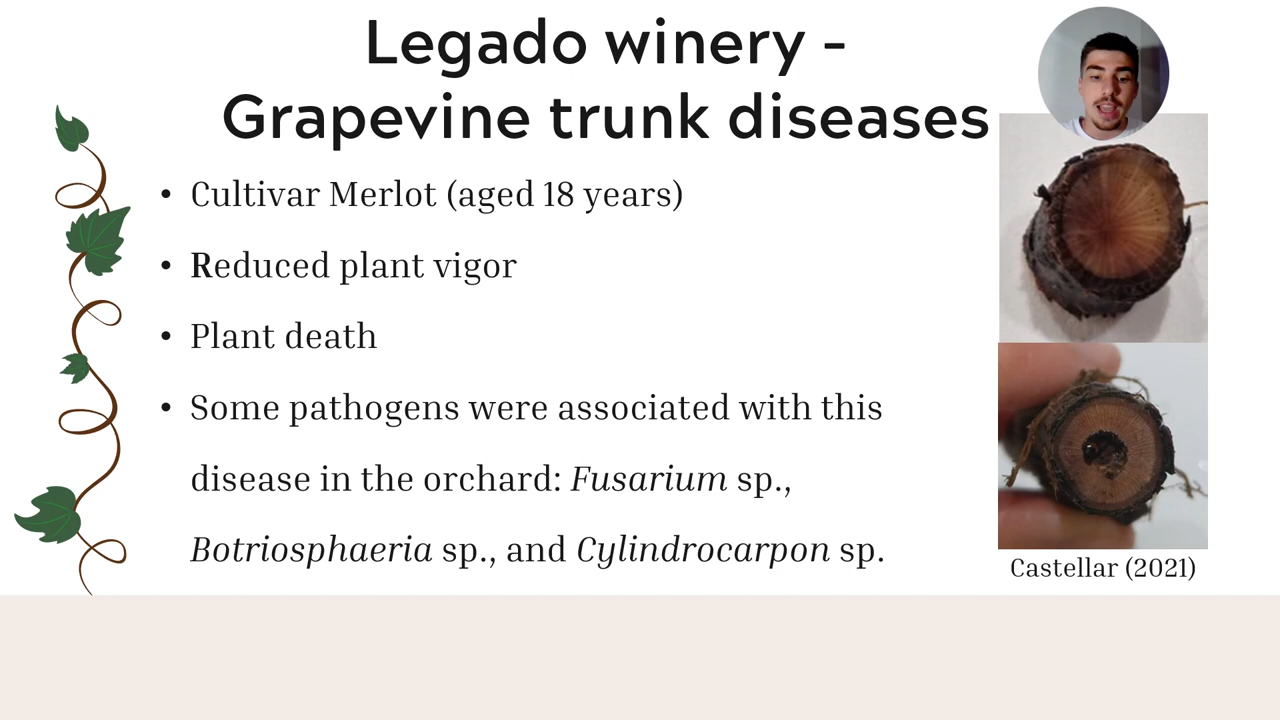 Legado winery -
Grapevine trunk diseases
• Cultivar Merlot (aged 18 years)
• Reduced plant vigor
• Plant death
• Some pathogens were associated with this
disease in the orchard: Fusarium sp.,
Botriosphaeria sp., and Cylindrocarpon sp.
Castellar (2021)